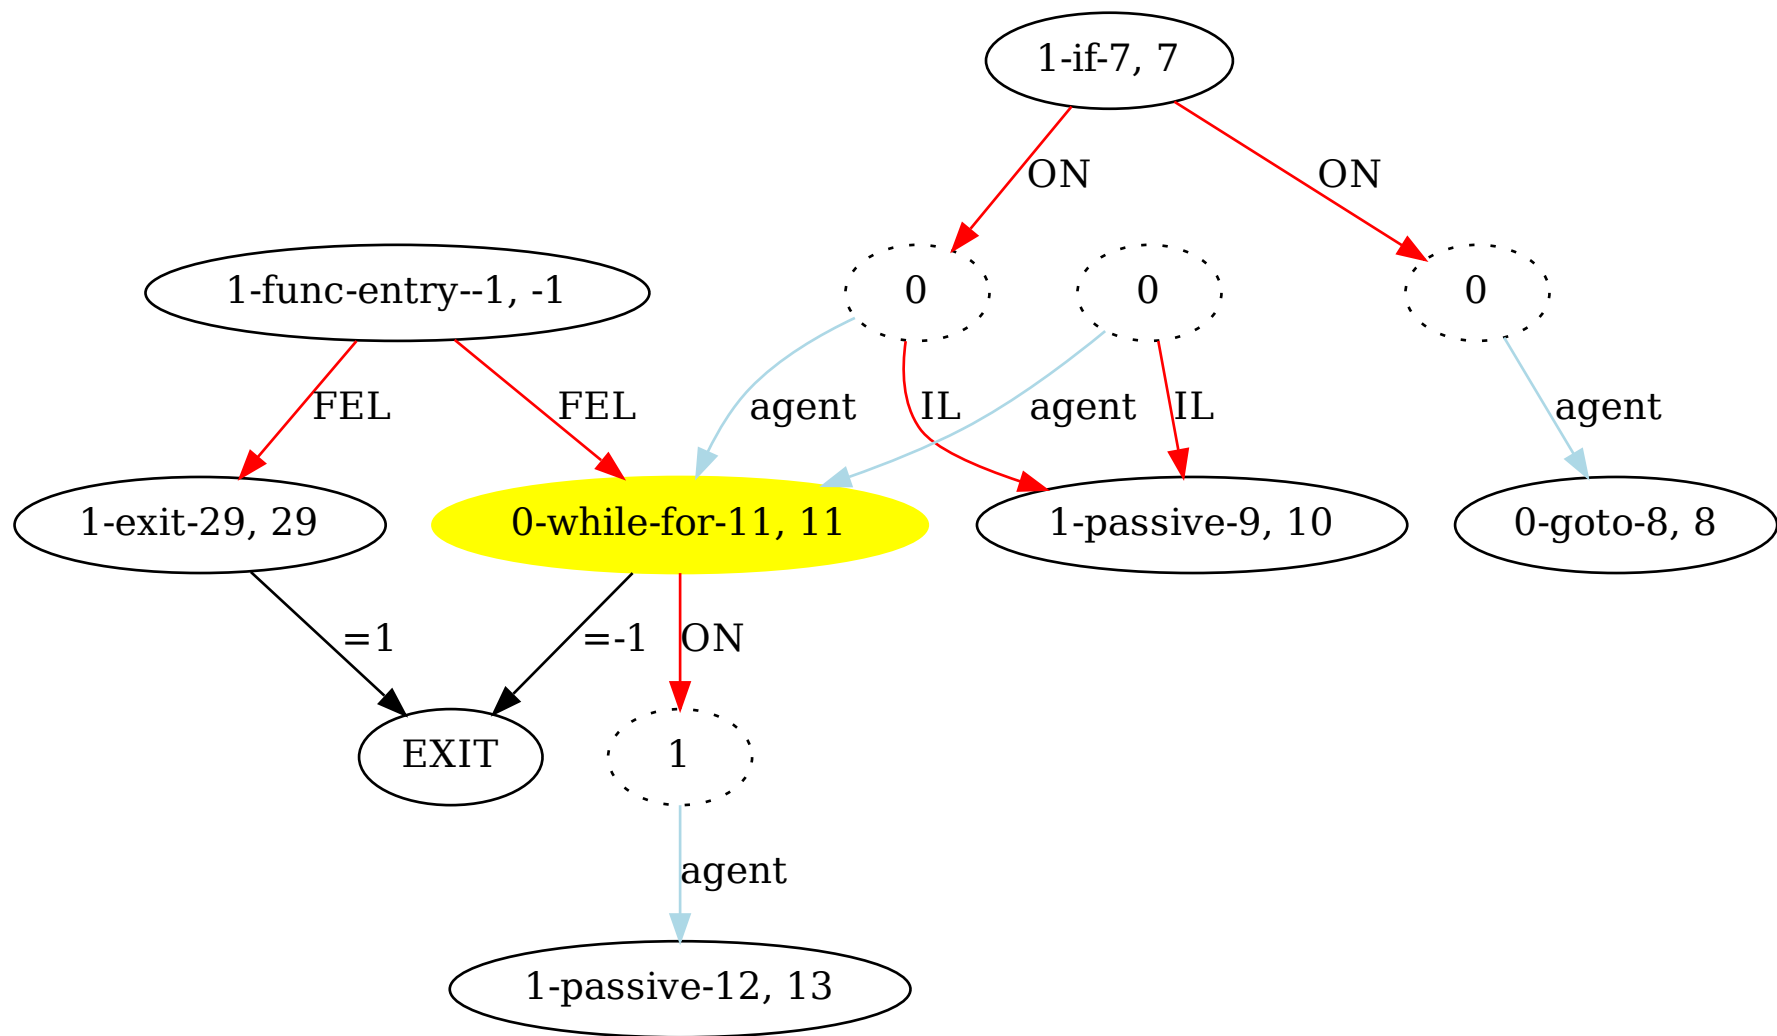 1-if-7, 7
ON
ON
1-func-entry--1, -1
0
0
0
FEL
FEL
agent
IL
agent
IL
agent
1-exit-29, 29
0-while-for-11, 11
1-passive-9, 10
0-goto-8, 8
=1
=-1
ON
EXIT
1
agent
1-passive-12, 13